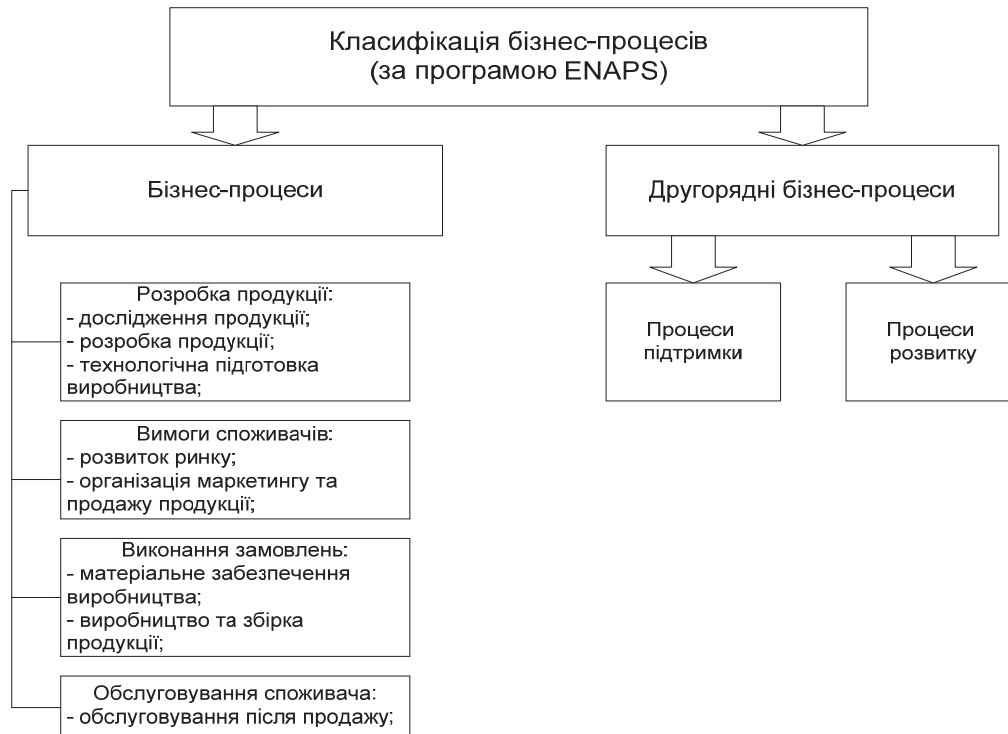 Класифікація бізнес-процесів
(за програмою ENAPS)
Бізнес-процеси
Другорядні бізнес-процеси
Розробка продукції:
- дослідження продукції;
- розробка продукції;
- технологічна підготовка
виробництва;
Процеси
підтримки
Процеси
розвитку
Вимоги споживачів:
- розвиток ринку;
- організація маркетингу та
продажу продукції;
Виконання замовлень:
- матеріальне забезпечення
виробництва;
- виробництво та збірка
продукції;
Обслуговування споживача:
- обслуговування після продажу;